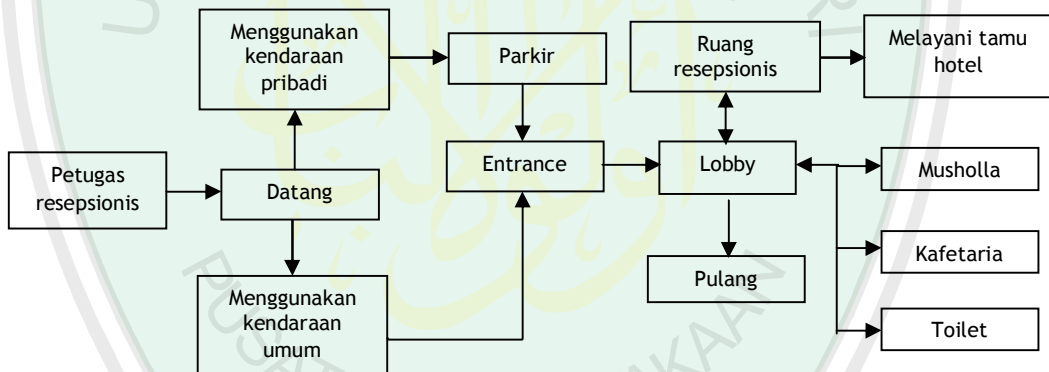 Menggunakan
kendaraan
pribadi
Parkir
Ruang
resepsionis
Melayani tamu
hotel
Petugas
resepsionis
Datang
Entrance
Lobby
Musholla
Kafetaria
Pulang
Menggunakan
kendaraan
umum
Toilet